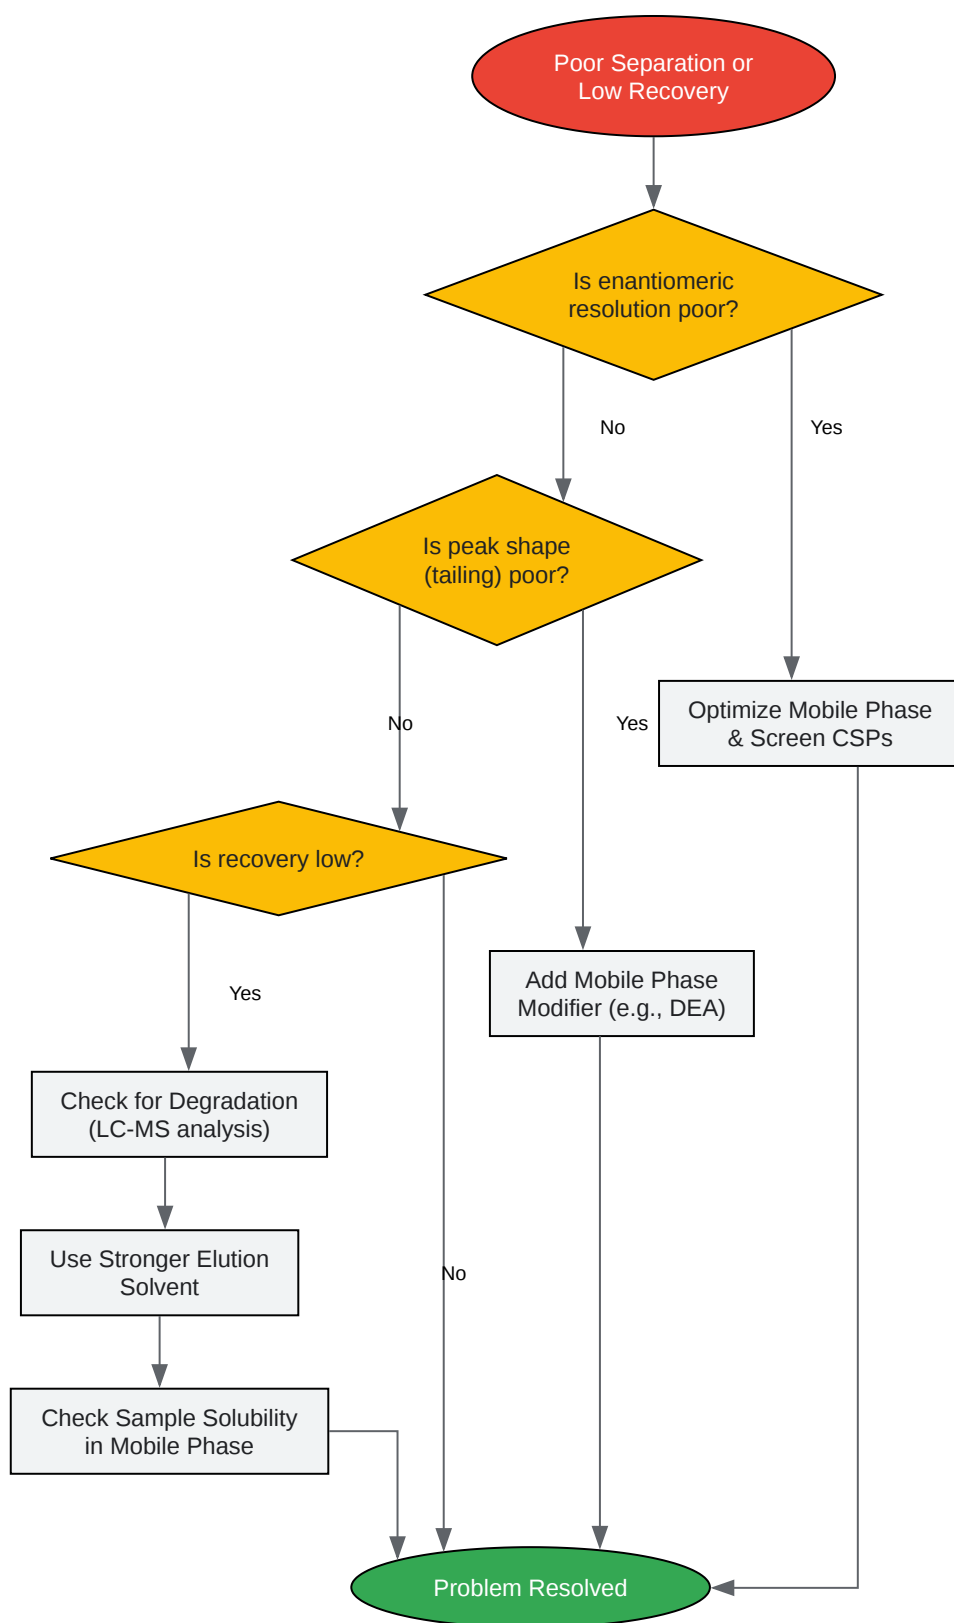 Poor Separation or
Low Recovery
Is enantiomeric
resolution poor?
No
Yes
Is peak shape
(tailing) poor?
No
Yes
Optimize Mobile Phase
& Screen CSPs
Is recovery low?
Yes
Add Mobile Phase
Modifier (e.g., DEA)
Check for Degradation
(LC-MS analysis)
Use Stronger Elution
Solvent
No
Check Sample Solubility
in Mobile Phase
Problem Resolved